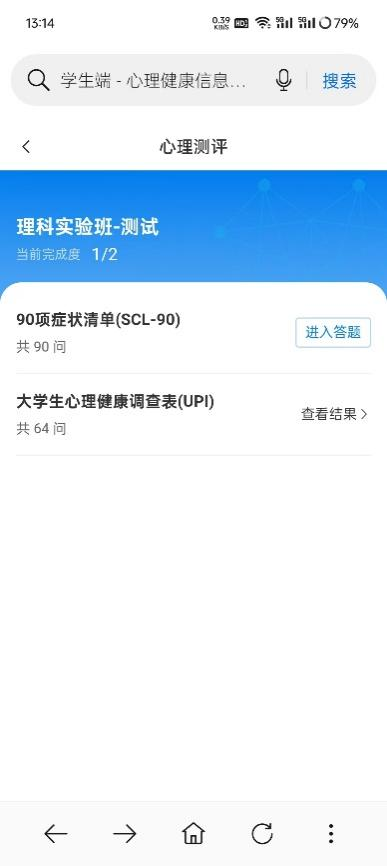 13:14
0.39 KB/S HD 5G 5G 79%
学生端 - 心理健康信息... 搜索
心理测评
理科实验班-测试
当前完成度 1/2
90项症状清单(SCL-90)
进入答题
共 90 问
大学生心理健康调查表(UPI)
查看结果
共 64 问